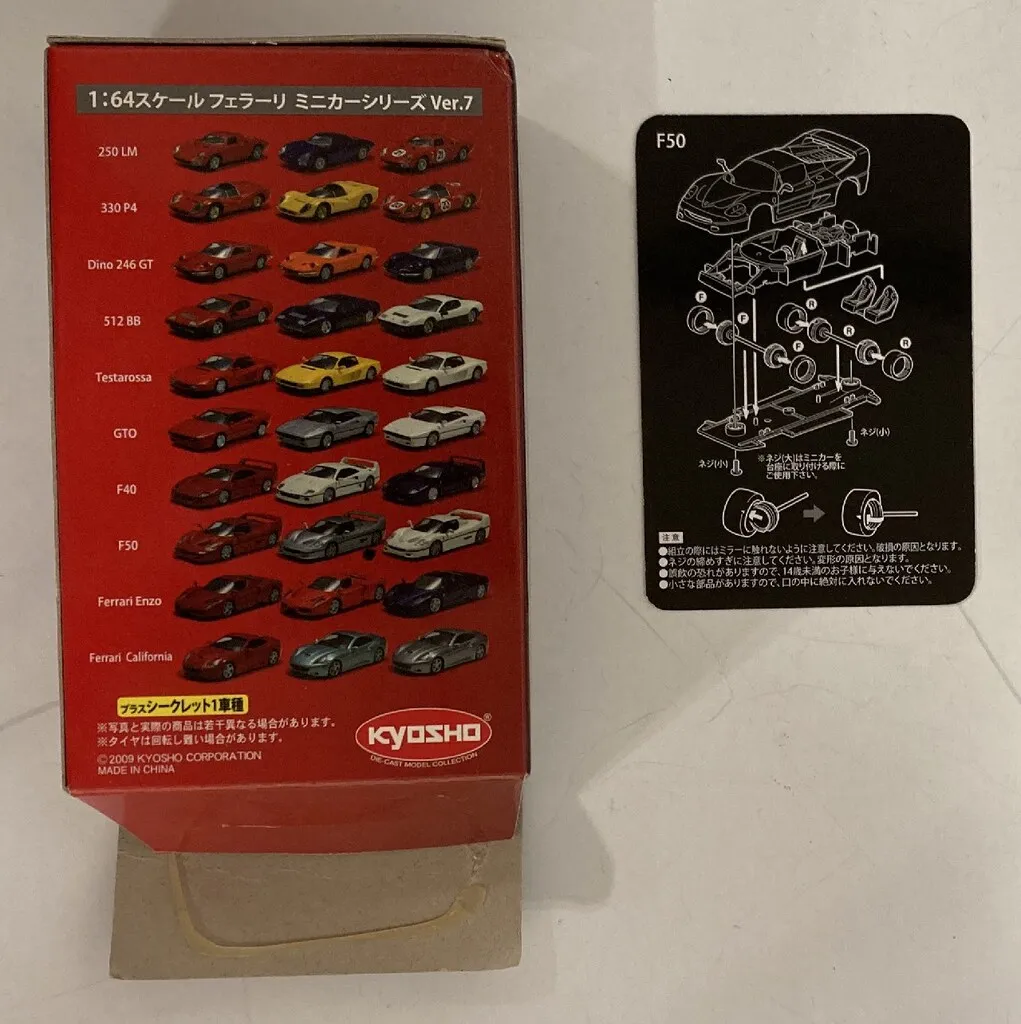 1:64スケール フェラーリ ミニカーシリーズ Ver.7
250 LM
330 P4
Dino 246 GT
512 BB
Testarossa
GTO
F40
F50
Ferrari Enzo
Ferrari California
プラスシークレット1車種
※写真と実際の商品は若干異なる場合があります。
※タイヤは回転し難い場合があります。
©2009 KYOSHO CORPORATION
MADE IN CHINA
KYOSHO®
DIE-CAST MODEL COLLECTION
F50
F
F
R
R
F
R
ネジ(小)
ネジ(小)
※ネジ(大)はミニカーを
台座に取り付ける際に
ご使用下さい。
注意
●組立の際にはミラーに触れないように注意してください。破損の原因となります。
●ネジの締めすぎに注意してください。変形の原因となります。
●誤飲の恐れがありますので、14歳未満のお子様に与えないでください。
●小さな部品がありますので、口の中に絶対に入れないでください。